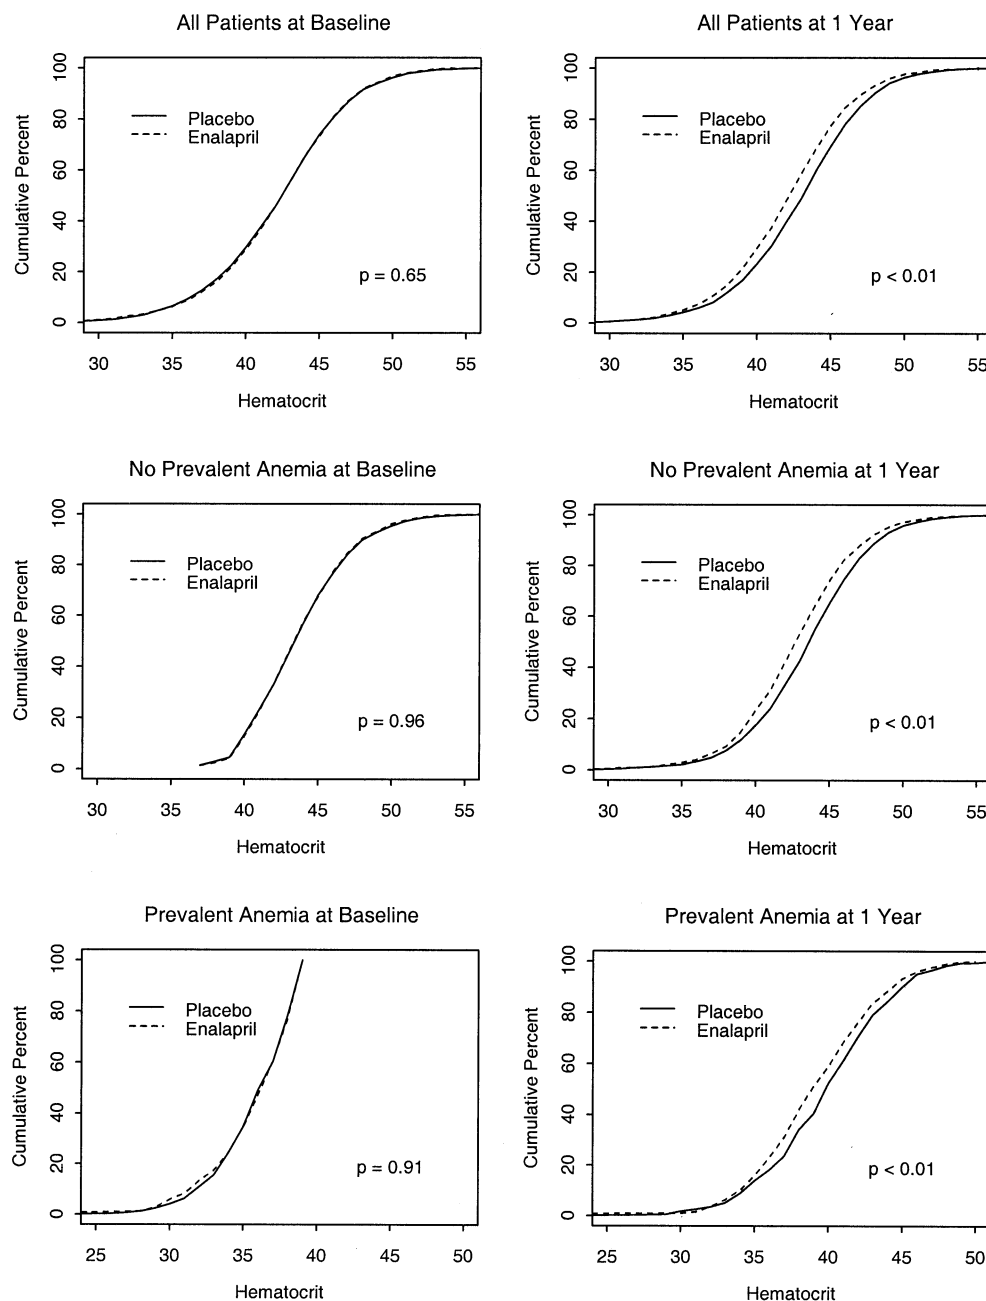 All Patients at Baseline
Cumulative Percent
100
80
60
40
20
0
Placebo
Enalapril
p = 0.65
30 35 40 45 50 55
Hematocrit
All Patients at 1 Year
Cumulative Percent
100
80
60
40
20
0
Placebo
Enalapril
p < 0.01
30 35 40 45 50 55
Hematocrit
No Prevalent Anemia at Baseline
Cumulative Percent
100
80
60
40
20
0
Placebo
Enalapril
p = 0.96
30 35 40 45 50 55
Hematocrit
No Prevalent Anemia at 1 Year
Cumulative Percent
100
80
60
40
20
0
Placebo
Enalapril
p < 0.01
30 35 40 45 50 55
Hematocrit
Prevalent Anemia at Baseline
Cumulative Percent
100
80
60
40
20
0
Placebo
Enalapril
p = 0.91
25 30 35 40 45 50
Hematocrit
Prevalent Anemia at 1 Year
Cumulative Percent
100
80
60
40
20
0
Placebo
Enalapril
p < 0.01
25 30 35 40 45 50
Hematocrit